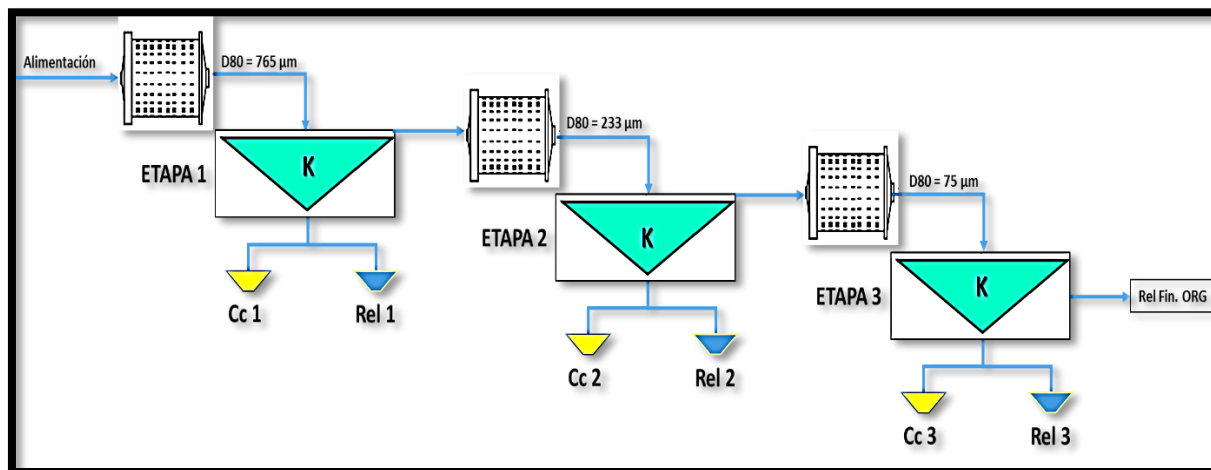 Alimentación
D80 = 765 µm
ETAPA 1
K
Cc 1
Rel 1
D80 = 233 µm
ETAPA 2
K
Cc 2
Rel 2
D80 = 75 µm
ETAPA 3
K
Rel Fin. ORG
Cc 3
Rel 3